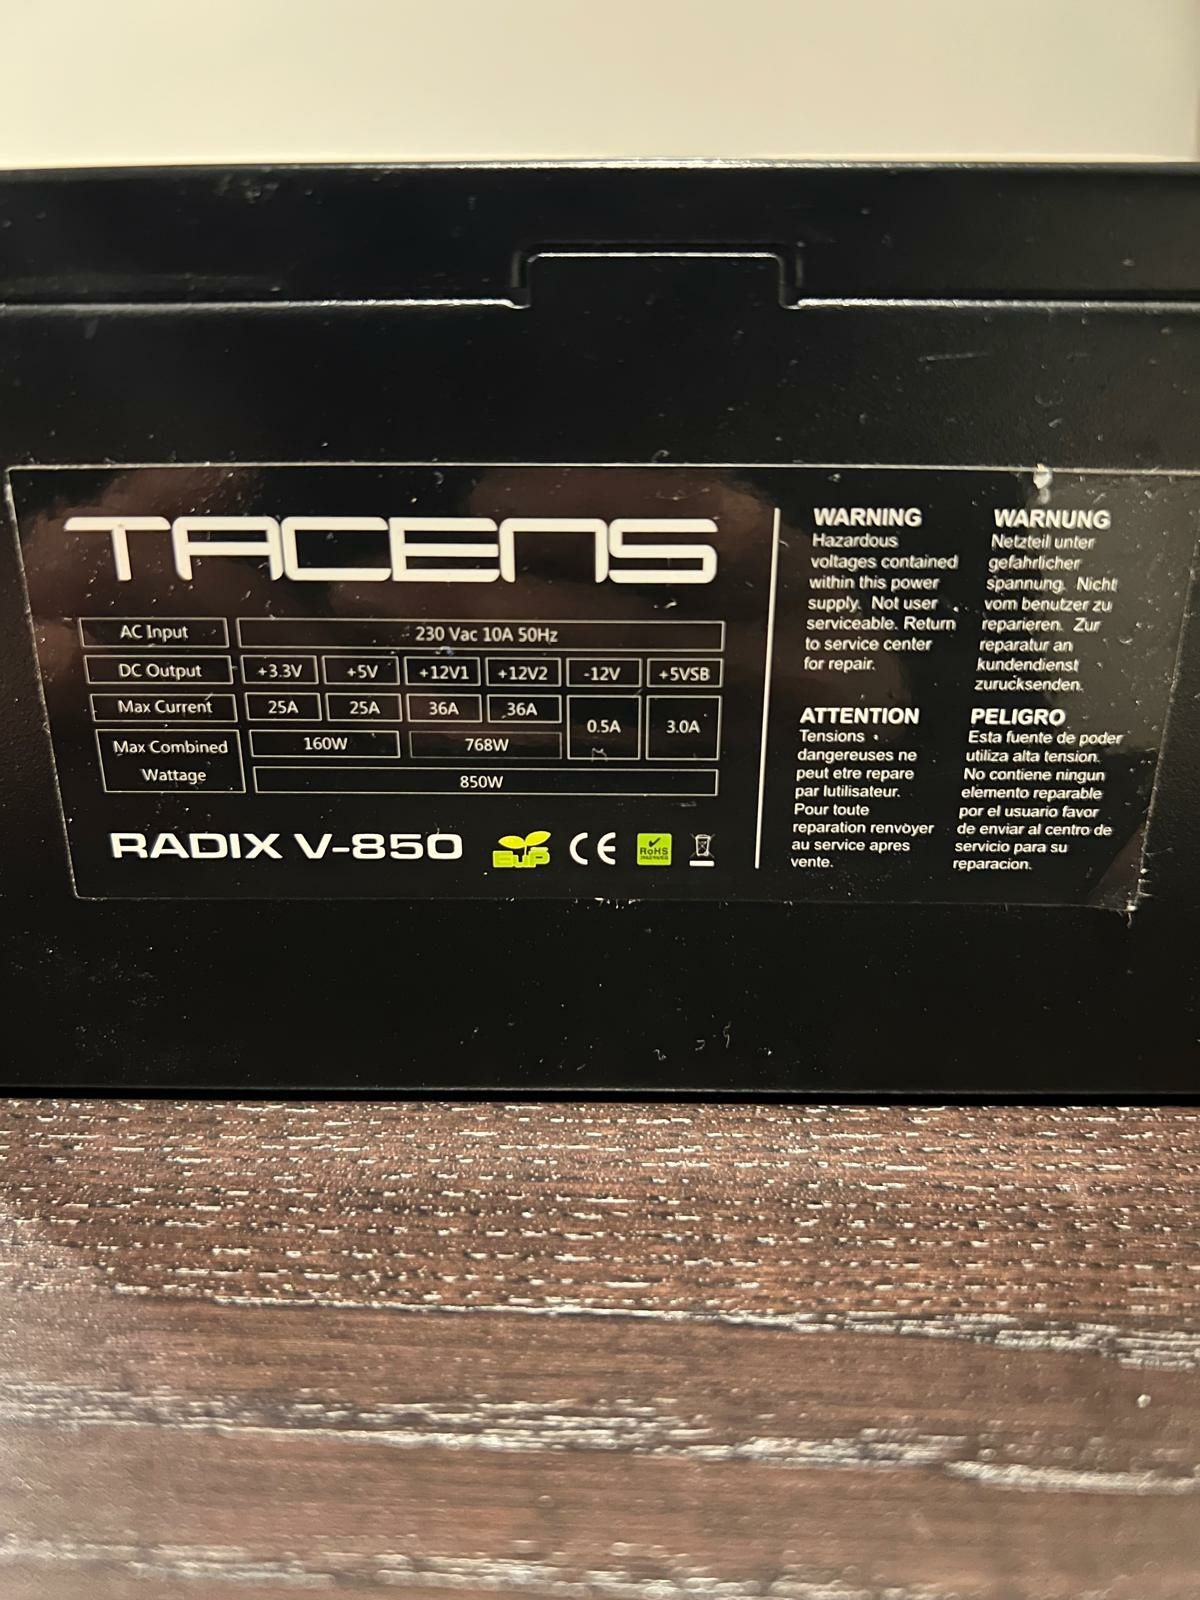 TACENS
AC Input 230 Vac 10A 50Hz
DC Output +3.3V +5V +12V1 +12V2 -12V +5VSB
Max Current 25A 25A 36A 36A 0.5A 3.0A
Max Combined Wattage 160W 768W
850W
RADIX V-850 ErP CE RoHS
WARNING
Hazardous
voltages contained
within this power
supply. Not user
serviceable. Return
to service center
for repair.
WARNUNG
Netzteil unter
gefahrlicher
spannung. Nicht
vom benutzer zu
reparieren. Zur
reparatur an
kundendienst
zurucksenden.
ATTENTION
Tensions
dangereuses ne
peut etre repare
par lutilisateur.
Pour toute
reparation renvoyer
au service apres
vente.
PELIGRO
Esta fuente de poder
utiliza alta tension.
No contiene ningun
elemento reparable
por el usuario favor
de enviar al centro de
servicio para su
reparacion.